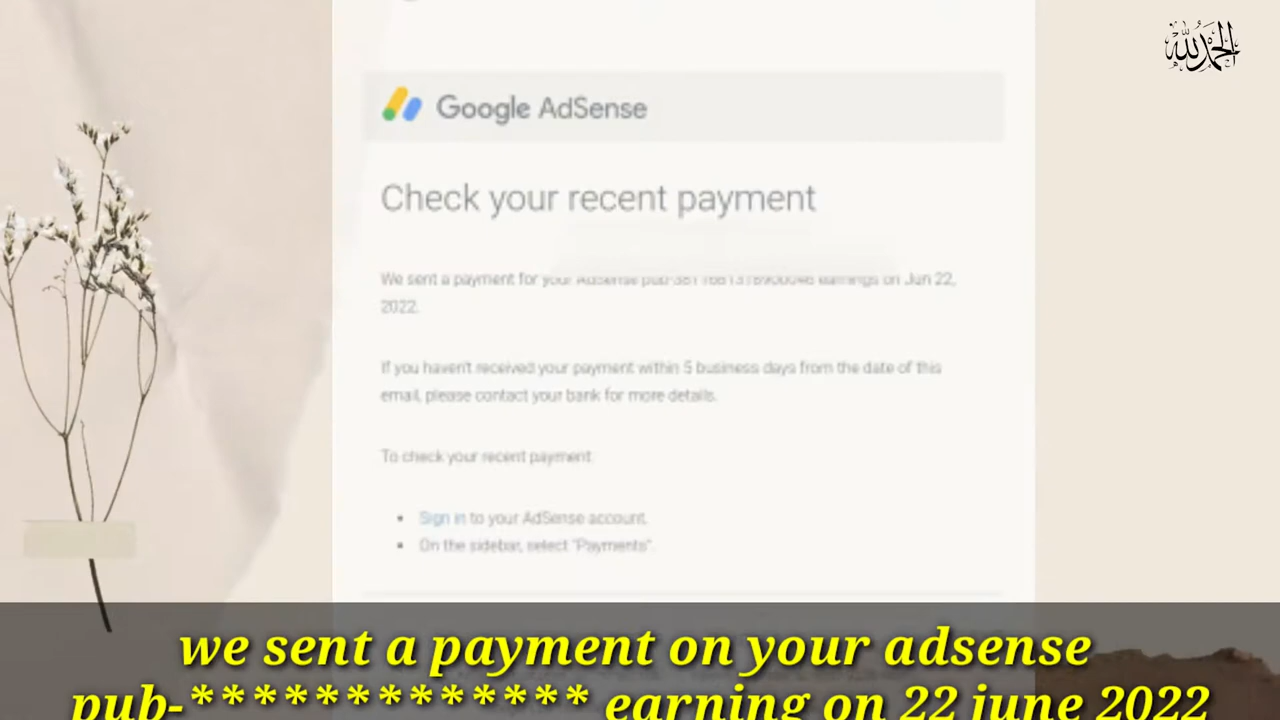 الحمدلله
Google AdSense
Check your recent payment
We sent a payment for your Adsense earnings on Jun 22,
2022.
If you haven't received your payment within 5 business days from the date of this
email, please contact your bank for more details.
To check your recent payment:
• Sign in to your AdSense account.
• On the sidebar, select "Payments".
we sent a payment on your adsense
pub-************* earning on 22 june 2022